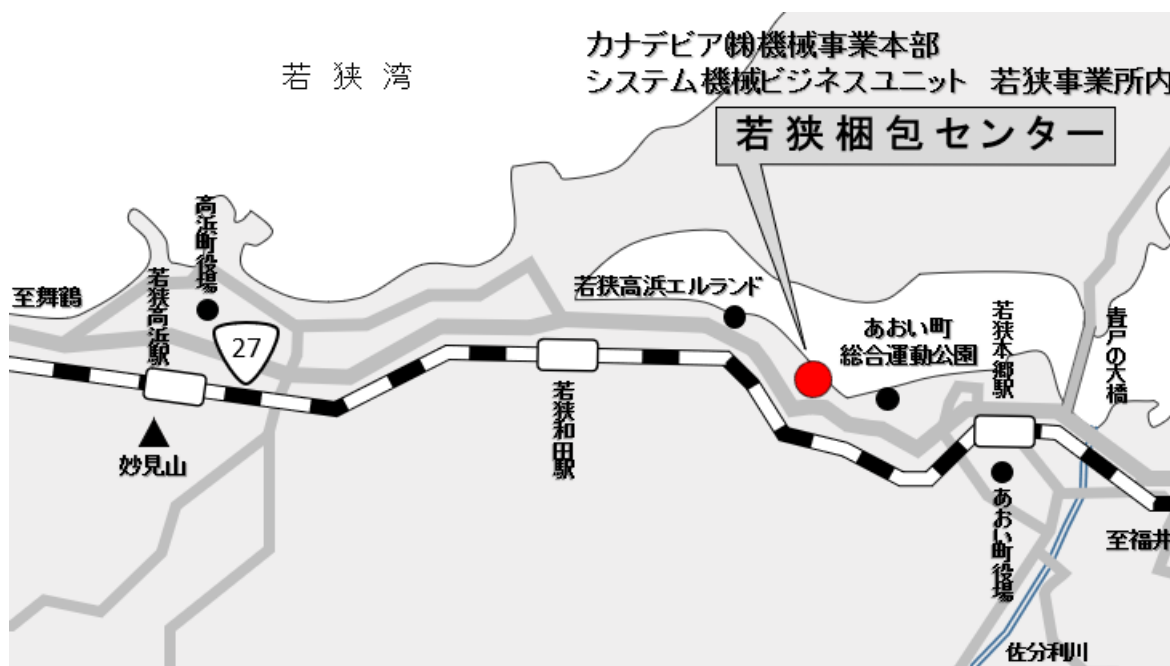 カナデビア㈱機械事業本部
システム機械ビジネスユニット 若狭事業所内
若狭梱包センター
若狭湾
高浜町役場
若狭高浜駅
至舞鶴
27
妙見山
若狭和田駅
若狭高浜エルランド
あおい町
総合運動公園
若狭本郷駅
青戸の大橋
あおい町役場
至福井
佐分利川